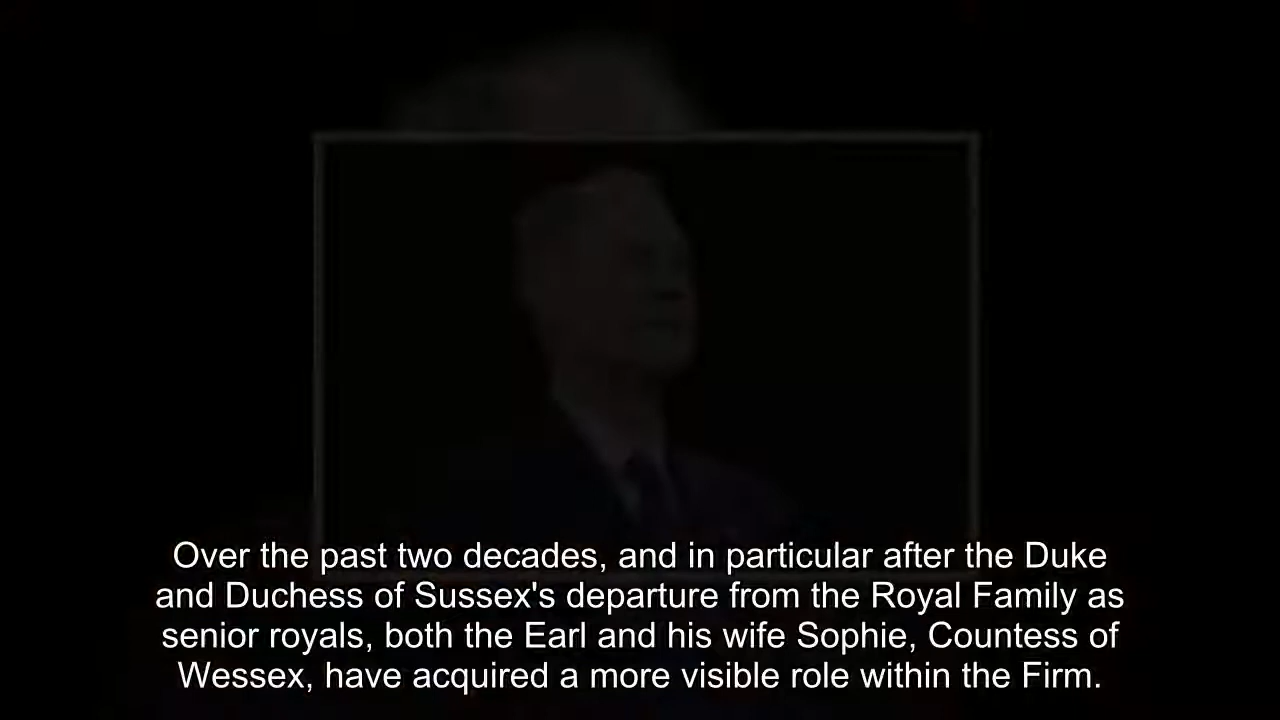 Over the past two decades, and in particular after the Duke
and Duchess of Sussex's departure from the Royal Family as
senior royals, both the Earl and his wife Sophie, Countess of
Wessex, have acquired a more visible role within the Firm.